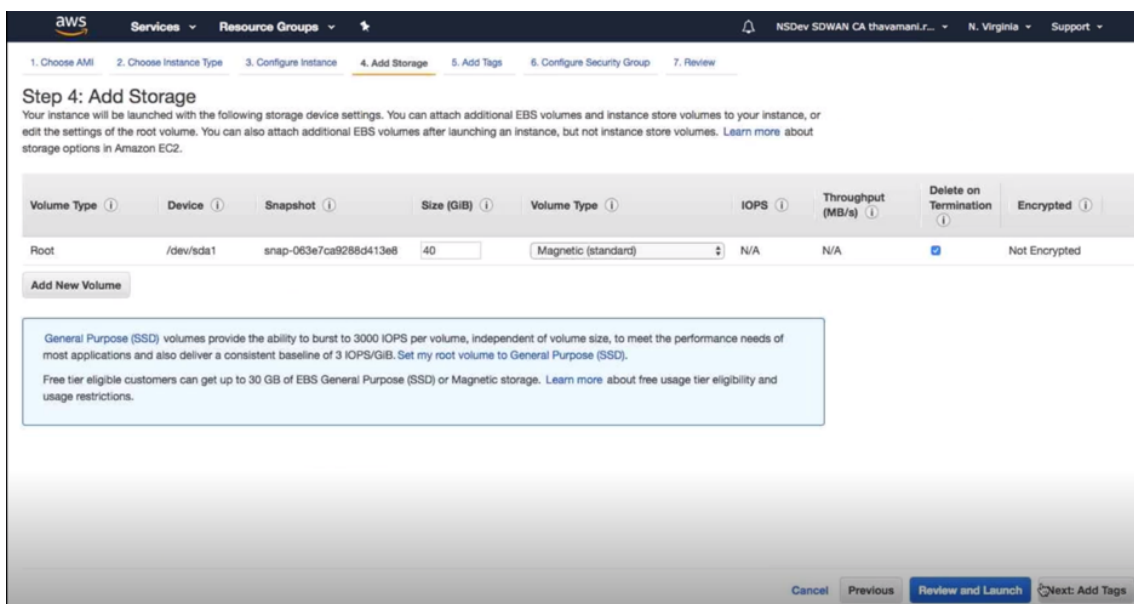 aws Services Resource Groups NSDev SDWAN CA thavamani.r... N. Virginia Support
1. Choose AMI 2. Choose Instance Type 3. Configure Instance 4. Add Storage 5. Add Tags 6. Configure Security Group 7. Review
Step 4: Add Storage
Your instance will be launched with the following storage device settings. You can attach additional EBS volumes and instance store volumes to your instance, or
edit the settings of the root volume. You can also attach additional EBS volumes after launching an instance, but not instance store volumes. Learn more about
storage options in Amazon EC2.
Volume Type Device Snapshot Size (GiB) Volume Type IOPS Throughput (MB/s) Delete on Termination Encrypted
Root /dev/sda1 snap-063e7ca9288d413e8 40 Magnetic (standard) N/A N/A Not Encrypted
Add New Volume
General Purpose (SSD) volumes provide the ability to burst to 3000 IOPS per volume, independent of volume size, to meet the performance needs of
most applications and also deliver a consistent baseline of 3 IOPS/GiB. Set my root volume to General Purpose (SSD).
Free tier eligible customers can get up to 30 GB of EBS General Purpose (SSD) or Magnetic storage. Learn more about free usage tier eligibility and
usage restrictions.
Cancel Previous Review and Launch Next: Add Tags